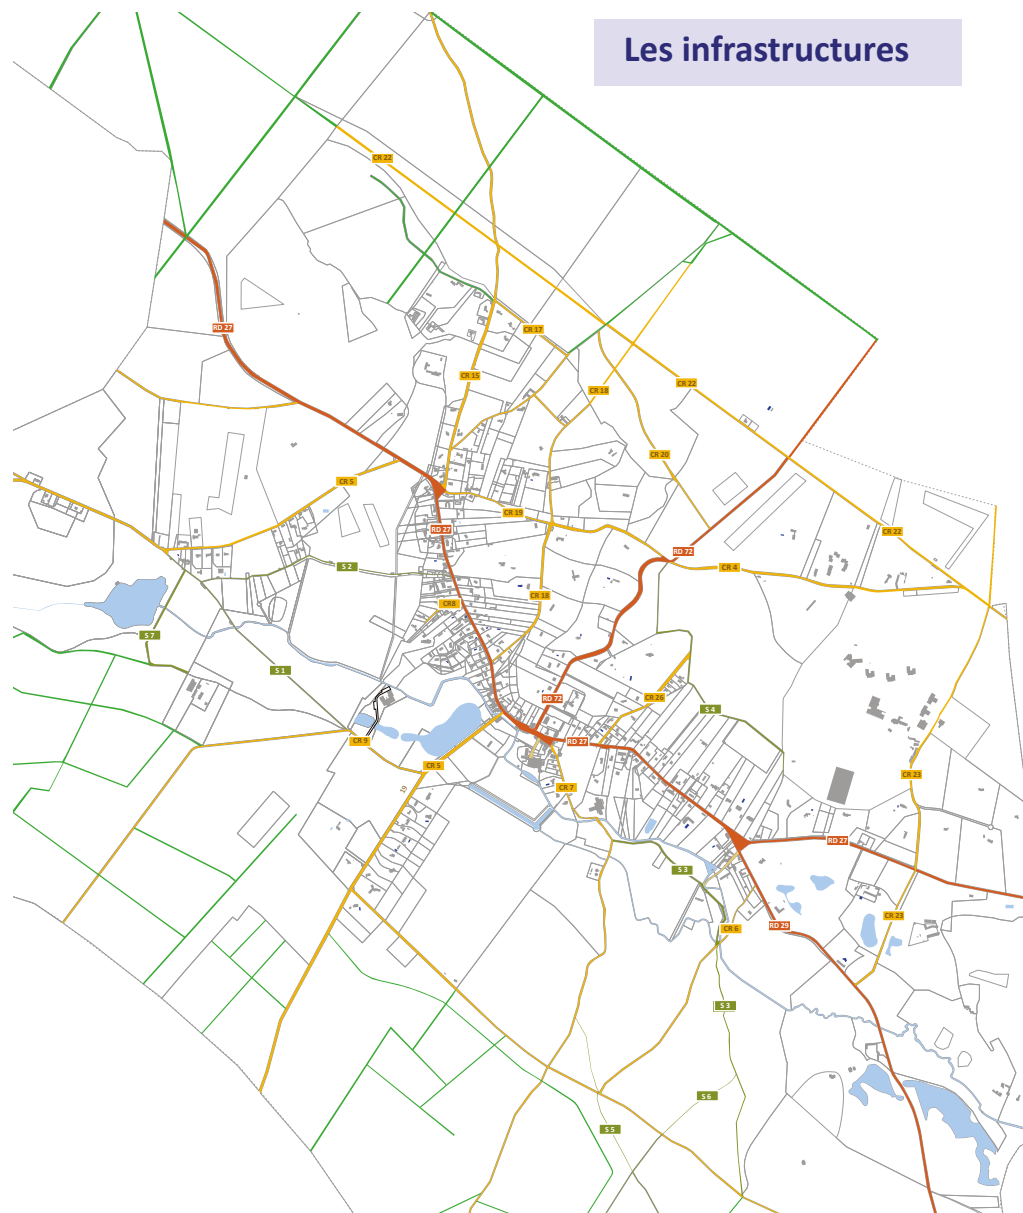 Les infrastructures
CR 22
RD 27
CR 17
CR 15
CR 22
CR 18
CR 20
CR 5
CR 19
RD 27
CR 22
RD 72
S 2
CR 4
CR 18
CR8
S 7
S 1
CR 26
RD 72
S 4
CR 9
RD 27
CR 5
CR 23
CR 7
19
RD 27
S 3
CR 23
CR 6
RD 29
S 3
S 6
S 5